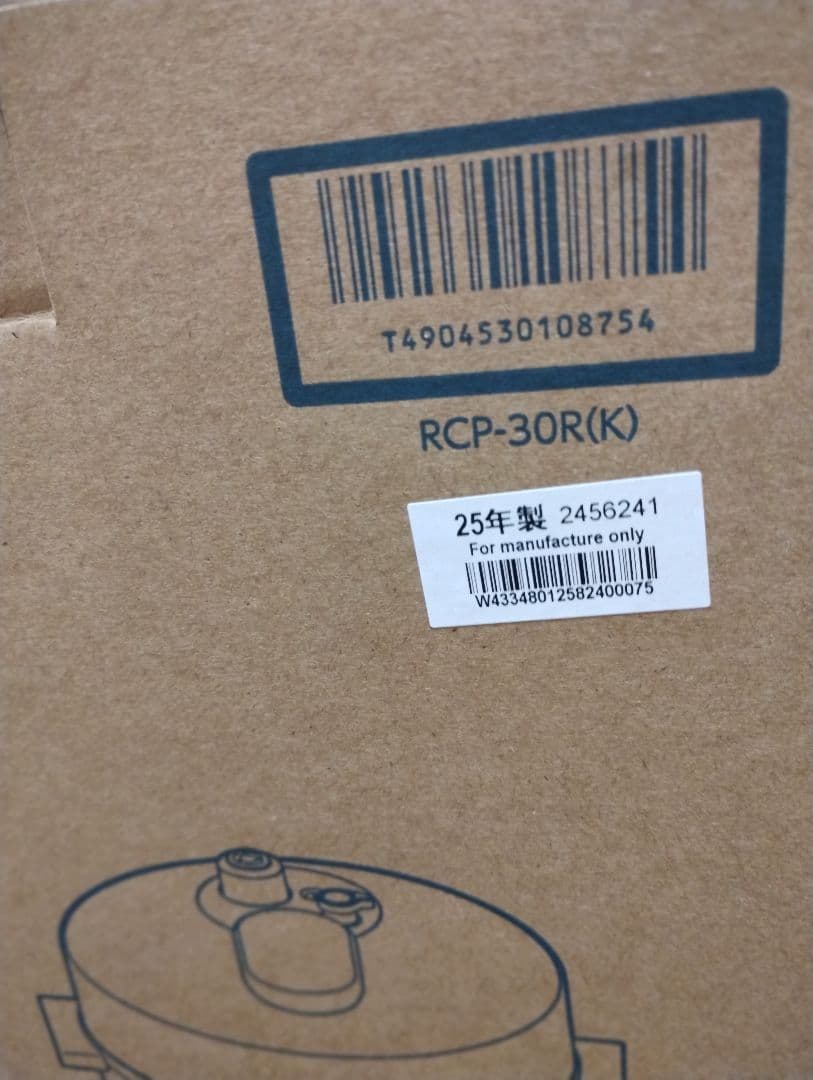 T4904530108754
RCP-30R(K)
25年製 2456241
For manufacture only
W43348012582400075